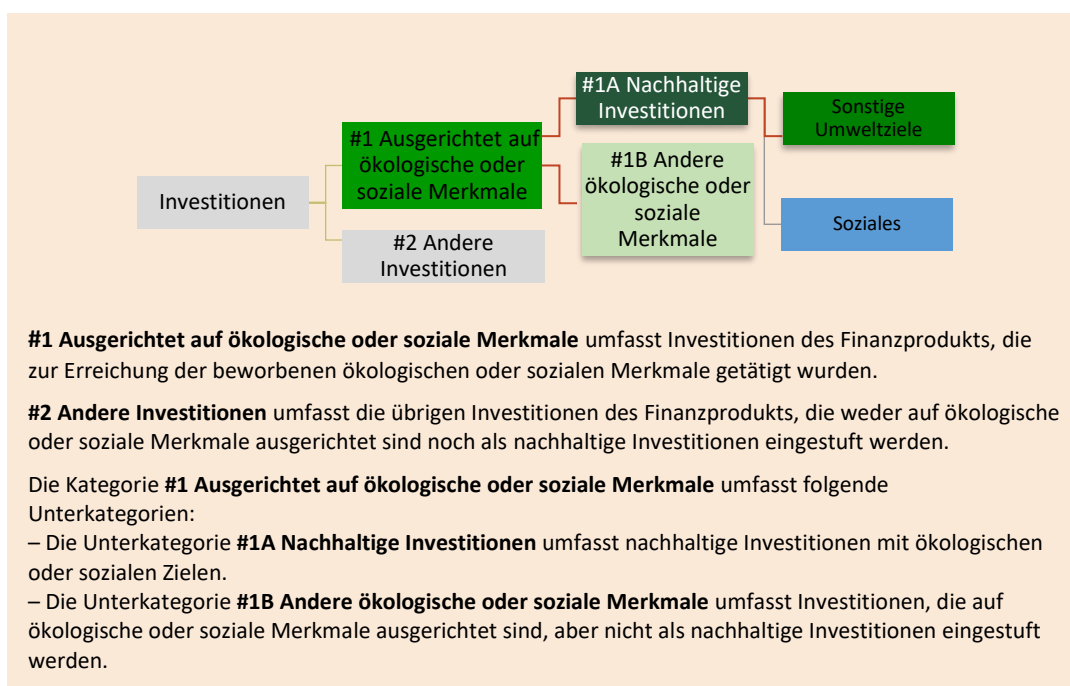 #1A Nachhaltige
Investitionen
Sonstige
Umweltziele
#1 Ausgerichtet auf
ökologische oder
soziale Merkmale
#1B Andere
ökologische oder
soziale
Merkmale
Investitionen
Soziales
#2 Andere
Investitionen
#1 Ausgerichtet auf ökologische oder soziale Merkmale umfasst Investitionen des Finanzprodukts, die
zur Erreichung der beworbenen ökologischen oder sozialen Merkmale getätigt wurden.
#2 Andere Investitionen umfasst die übrigen Investitionen des Finanzprodukts, die weder auf ökologische
oder soziale Merkmale ausgerichtet sind noch als nachhaltige Investitionen eingestuft werden.
Die Kategorie #1 Ausgerichtet auf ökologische oder soziale Merkmale umfasst folgende
Unterkategorien:
– Die Unterkategorie #1A Nachhaltige Investitionen umfasst nachhaltige Investitionen mit ökologischen
oder sozialen Zielen.
– Die Unterkategorie #1B Andere ökologische oder soziale Merkmale umfasst Investitionen, die auf
ökologische oder soziale Merkmale ausgerichtet sind, aber nicht als nachhaltige Investitionen eingestuft
werden.